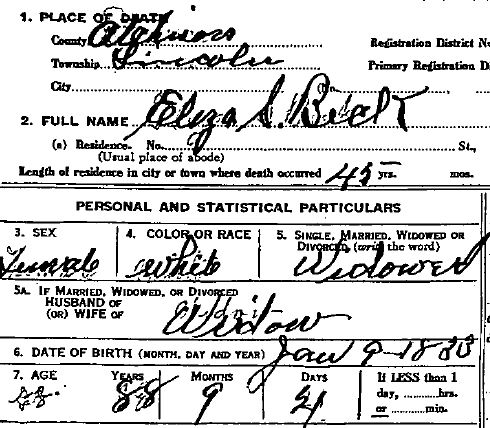 1. PLACE OF DEATH
County Atchison Registration District No
Township Lincoln Primary Registration D
City
2. FULL NAME Eliza S.
(a) Residence. No. St.,
(Usual place of abode)
Length of residence in city or town where death occurred 45 yrs. mos.
PERSONAL AND STATISTICAL PARTICULARS
3. SEX 4. COLOR OR RACE 5. SINGLE, MARRIED, WIDOWED OR
DIVORCED, (write the word)
Female White Widowed
5A. IF MARRIED, WIDOWED, OR DIVORCED
HUSBAND OF
(OR) WIFE OF Widow
6. DATE OF BIRTH (MONTH, DAY AND YEAR) Jan 9-1833
7. AGE YEARS MONTHS DAYS If LESS than 1
88 9 day, hrs.
or min.